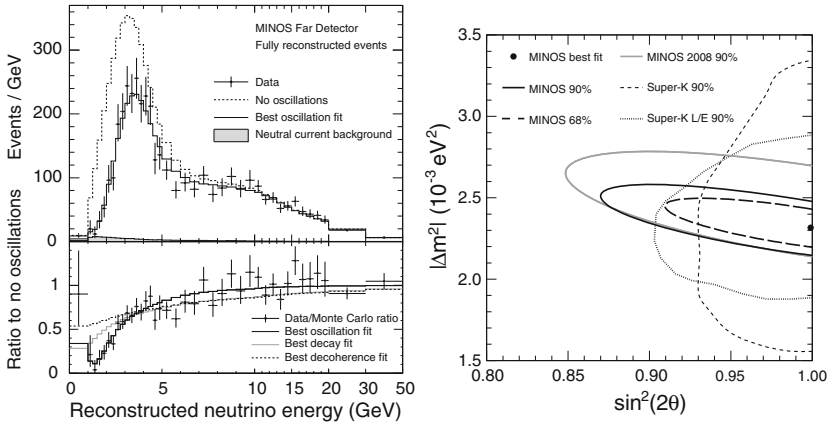 MINOS Far Detector
Fully reconstructed events
Data
No oscillations
Best oscillation fit
Neutral current background
Events / GeV
300
200
100
0
Ratio to no oscillations
1
0.5
0
Data/Monte Carlo ratio
Best oscillation fit
Best decay fit
Best decoherence fit
0 5 10 15 20 30 50
Reconstructed neutrino energy (GeV)
|Δm²| (10⁻³ eV²)
3.5
3.0
2.5
2.0
1.5
MINOS best fit
MINOS 90%
MINOS 68%
MINOS 2008 90%
Super-K 90%
Super-K L/E 90%
0.80 0.85 0.90 0.95 1.00
sin²(2θ)